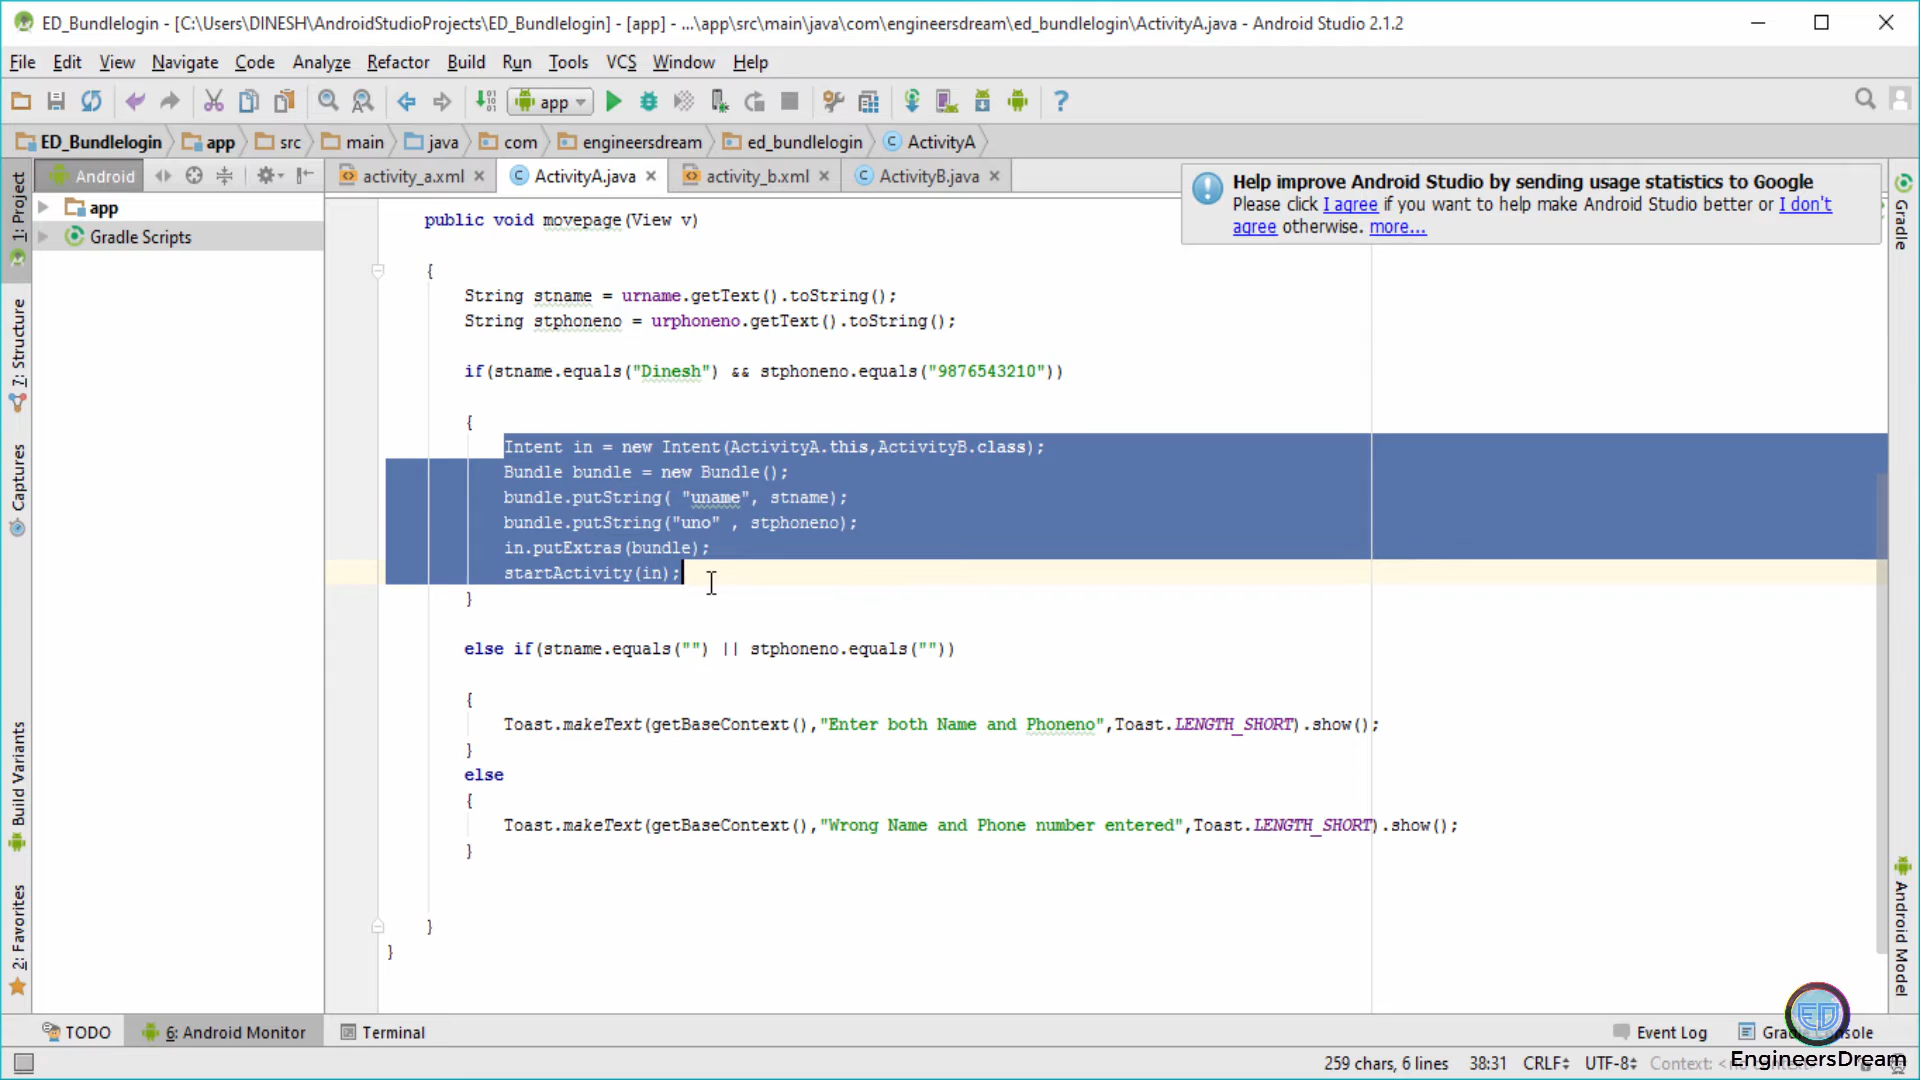 ED_Bundlelogin - [C:\Users\DINESH\AndroidStudioProjects\ED_Bundlelogin] - [app] - ...\app\src\main\java\com\engineersdream\ed_bundlelogin\ActivityA.java - Android Studio 2.1.2
File Edit View Navigate Code Analyze Refactor Build Run Tools VCS Window Help
app
ED_Bundlelogin app src main java com engineersdream ed_bundlelogin ActivityA
Android
activity_a.xml ActivityA.java activity_b.xml ActivityB.java
Help improve Android Studio by sending usage statistics to Google
Please click I agree if you want to help make Android Studio better or I don't
agree otherwise. more...
1: Project
7: Structure
Captures
Build Variants
2: Favorites
app
Gradle Scripts
Gradle
Android Model
public void movepage(View v)
{
String stname = urname.getText().toString();
String stphoneno = urphoneno.getText().toString();
if(stname.equals("Dinesh") && stphoneno.equals("9876543210"))
{
Intent in = new Intent(ActivityA.this,ActivityB.class);
Bundle bundle = new Bundle();
bundle.putString( "uname", stname);
bundle.putString("uno" , stphoneno);
in.putExtras(bundle);
startActivity(in);
}
else if(stname.equals("") || stphoneno.equals(""))
{
Toast.makeText(getBaseContext(),"Enter both Name and Phoneno",Toast.LENGTH_SHORT).show();
}
else
{
Toast.makeText(getBaseContext(),"Wrong Name and Phone number entered",Toast.LENGTH_SHORT).show();
}
}
}
TODO 6: Android Monitor Terminal Event Log Gradle Console
259 chars, 6 lines 38:31 CRLF UTF-8 Context:
ED
EngineersDream